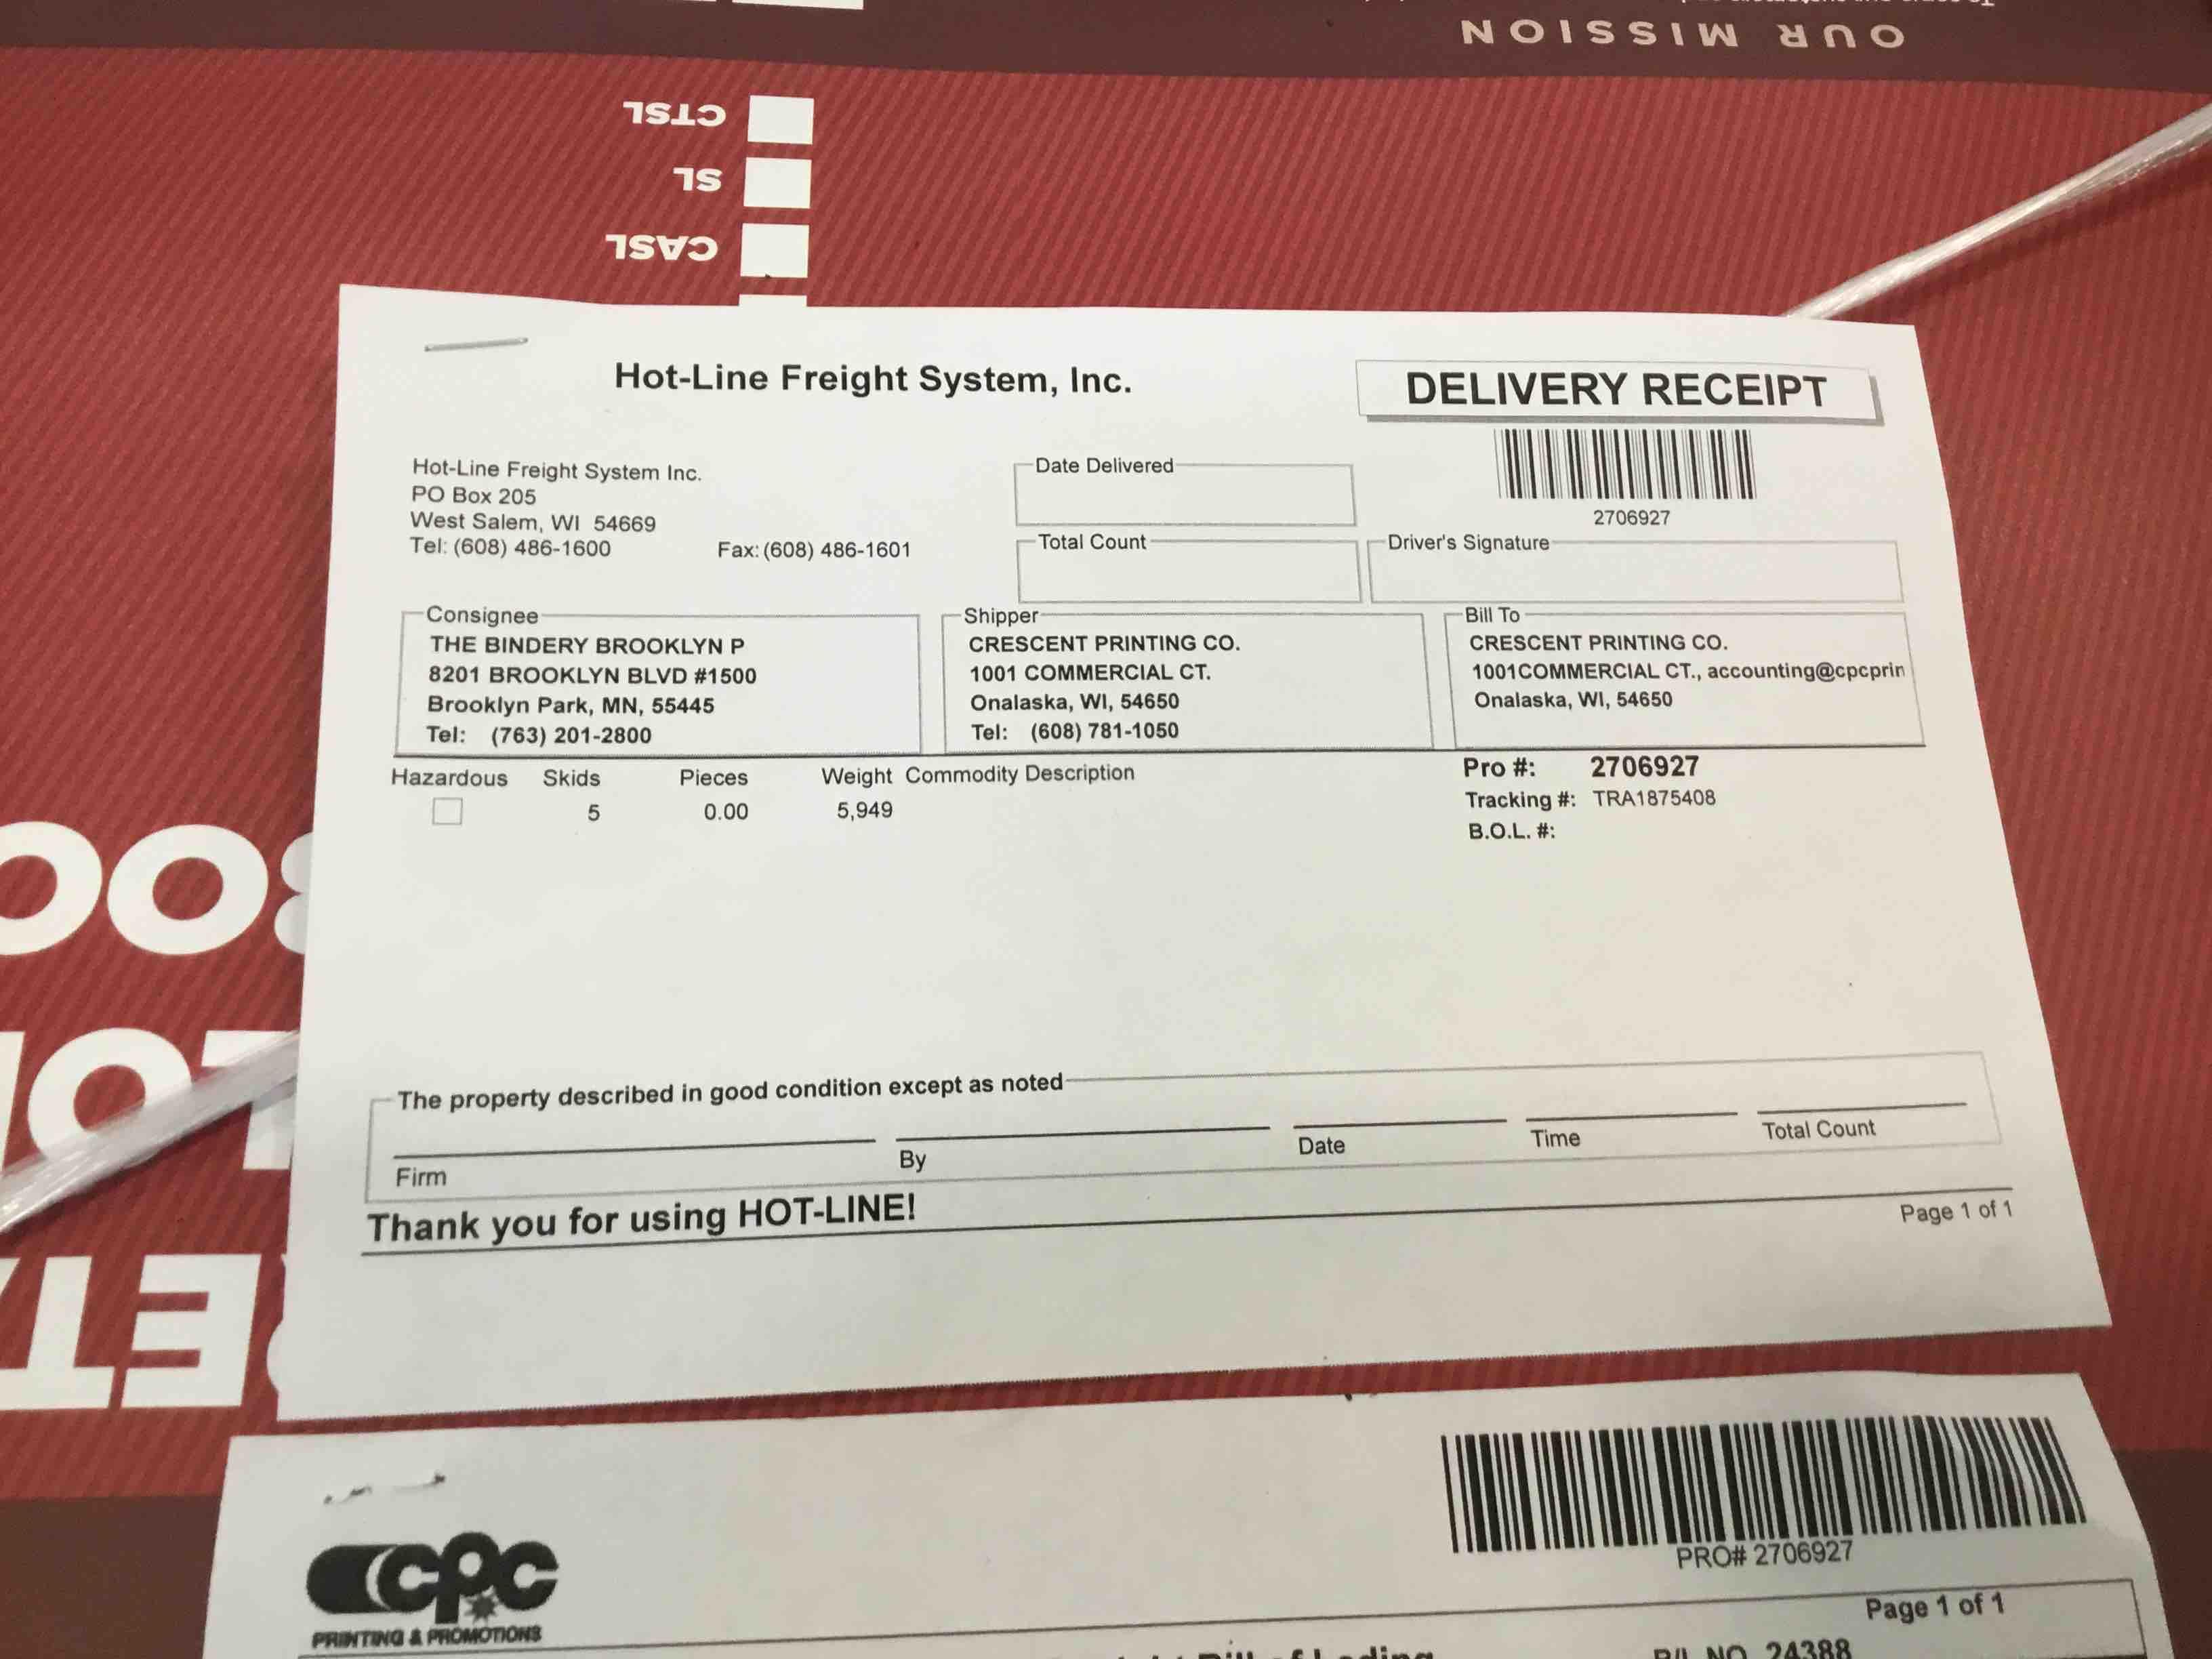 OUR MISSION
CTSL
SL
CASL
Hot-Line Freight System, Inc.
DELIVERY RECEIPT
Hot-Line Freight System Inc.
PO Box 205
West Salem, WI 54669
Tel: (608) 486-1600 Fax: (608) 486-1601
Date Delivered
2706927
Total Count
Driver's Signature
Consignee
THE BINDERY BROOKLYN P
8201 BROOKLYN BLVD #1500
Brooklyn Park, MN, 55445
Tel: (763) 201-2800
Shipper
CRESCENT PRINTING CO.
1001 COMMERCIAL CT.
Onalaska, WI, 54650
Tel: (608) 781-1050
Bill To
CRESCENT PRINTING CO.
1001COMMERCIAL CT., accounting@cpcprin
Onalaska, WI, 54650
Hazardous Skids Pieces Weight Commodity Description
5 0.00 5,949
Pro #: 2706927
Tracking #: TRA1875408
B.O.L. #:
The property described in good condition except as noted
Firm By Date Time Total Count
Thank you for using HOT-LINE!
Page 1 of 1
cpc
PRINTING & PROMOTIONS
PRO# 2706927
Page 1 of 1
Bill of Lading
B/L NO. 24388